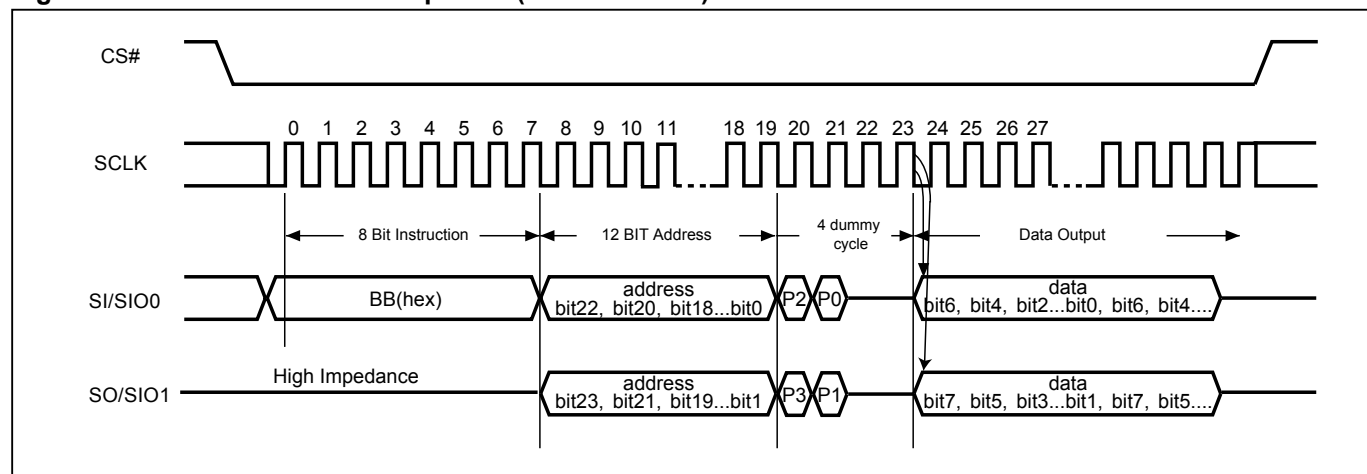 CS#
0 1 2 3 4 5 6 7 8 9 10 11 18 19 20 21 22 23 24 25 26 27
SCLK
8 Bit Instruction
12 BIT Address
4 dummy
cycle
Data Output
SI/SIO0
BB(hex)
address
bit22, bit20, bit18...bit0
P2
P0
data
bit6, bit4, bit2...bit0, bit6, bit4....
SO/SIO1
High Impedance
address
bit23, bit21, bit19...bit1
P3
P1
data
bit7, bit5, bit3...bit1, bit7, bit5....